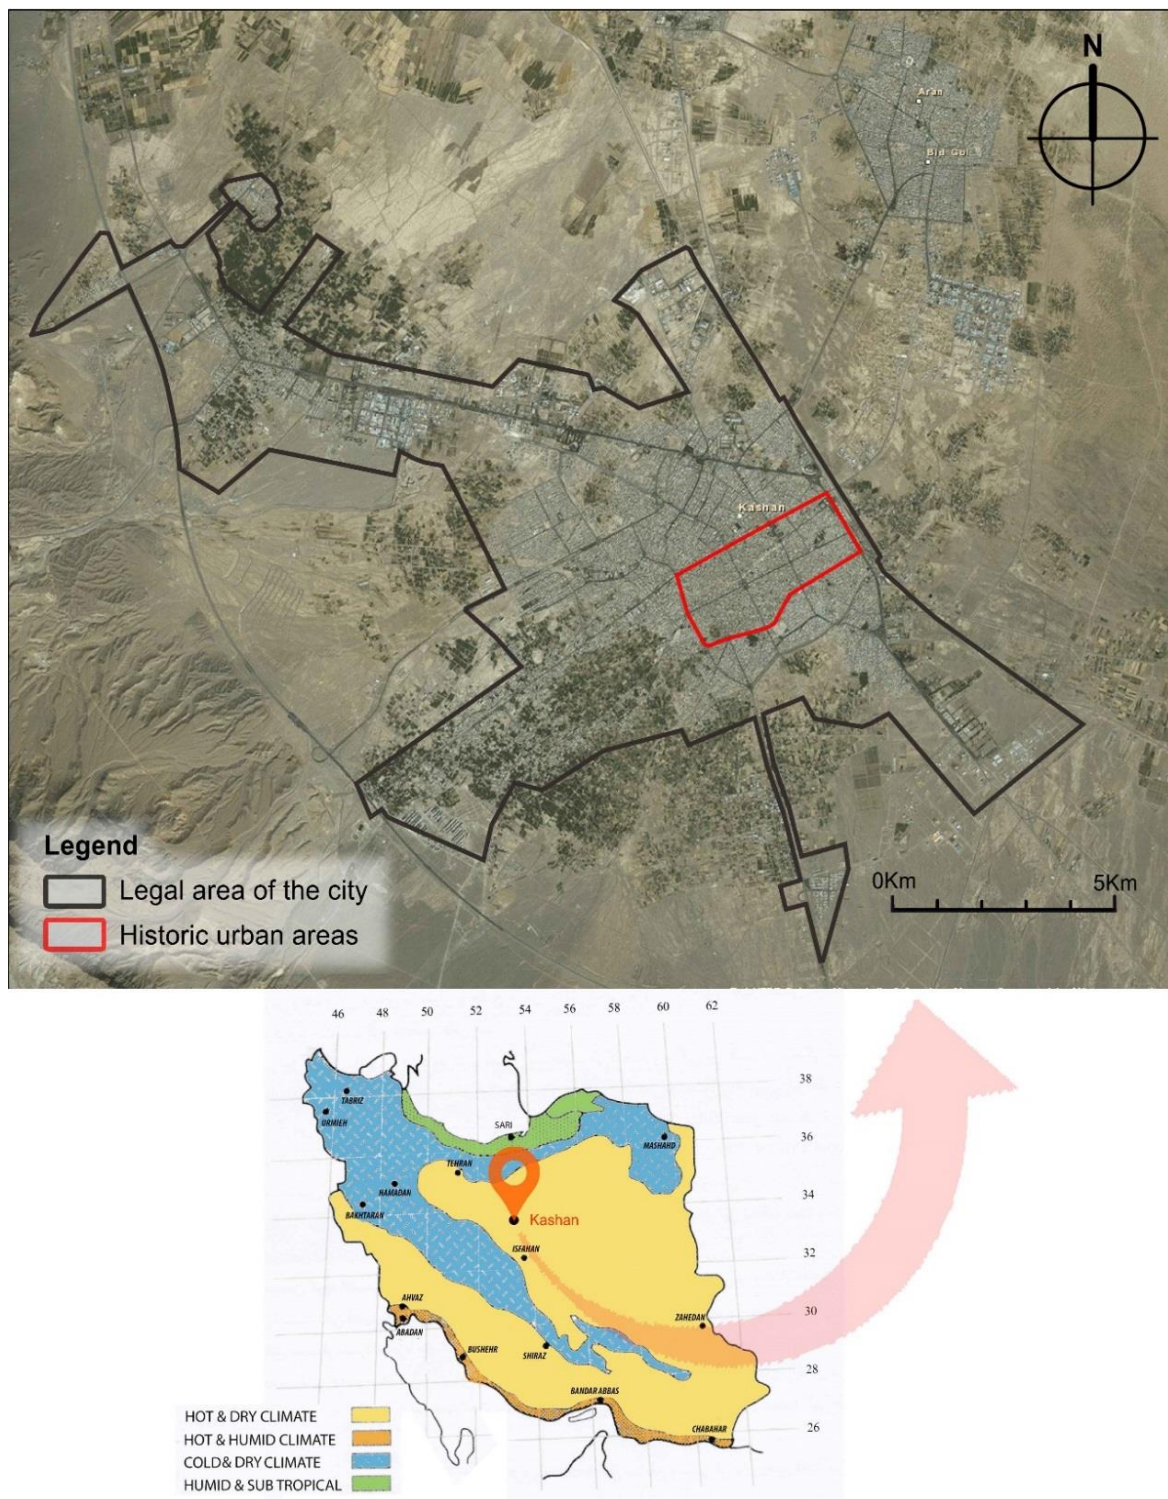 N
Aran
Bid Gol
Kashan
Legend
Legal area of the city
Historic urban areas
0Km 5Km
46 48 50 52 54 56 58 60 62
38
36
34
32
30
28
26
TABRIZ
URMIEH
SARI
MASHAHD
TEHRAN
HAMADAN
BAKHTARAN
Kashan
ISFAHAN
AHVAZ
ABADAN
ZAHEDAN
BUSHEHR
SHIRAZ
BANDAR ABBAS
CHABAHAR
HOT & DRY CLIMATE
HOT & HUMID CLIMATE
COLD & DRY CLIMATE
HUMID & SUB TROPICAL